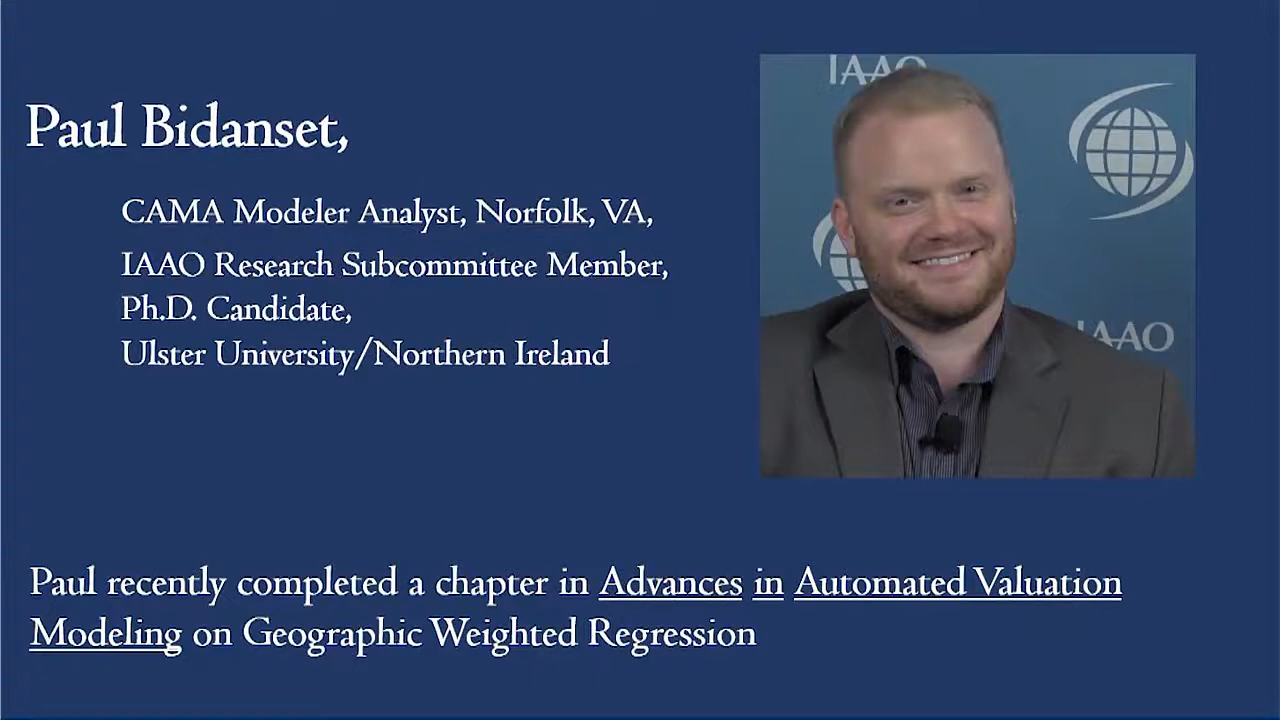 IAAO
Paul Bidanset,
CAMA Modeler Analyst, Norfolk, VA,
IAAO Research Subcommittee Member,
Ph.D. Candidate,
Ulster University/Northern Ireland
IAAO
Paul recently completed a chapter in Advances in Automated Valuation
Modeling on Geographic Weighted Regression